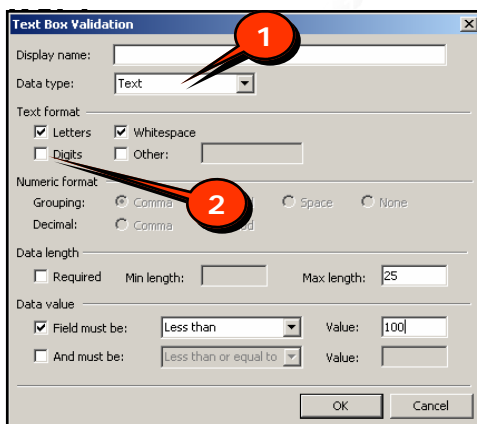 Text Box Validation
1
Display name:
Data type: Text
Text format
Letters Whitespace
Digits Other:
Numeric format
2
Grouping: Comma Space None
Decimal: Comma
Data length
Required Min length: Max length: 25
Data value
Field must be: Less than Value: 100
And must be: Less than or equal to Value:
OK Cancel